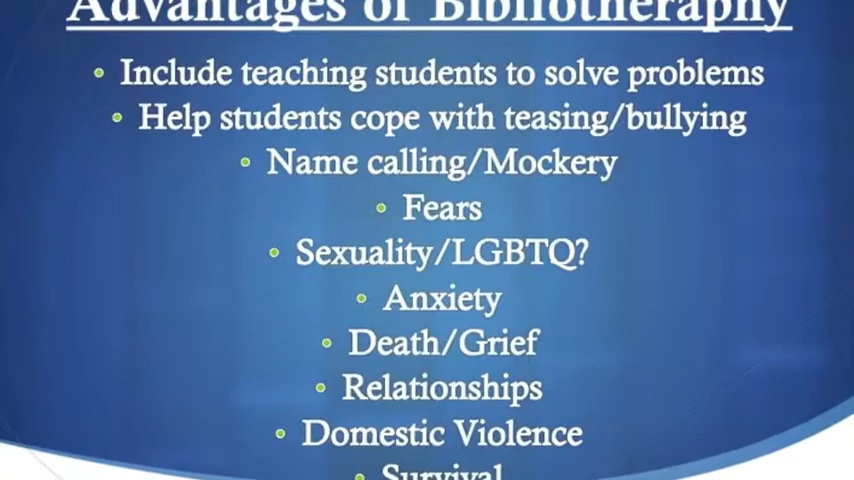 Advantages of Bibliotheraphy
• Include teaching students to solve problems
• Help students cope with teasing/bullying
• Name calling/Mockery
• Fears
• Sexuality/LGBTQ?
• Anxiety
• Death/Grief
• Relationships
• Domestic Violence
• Survival